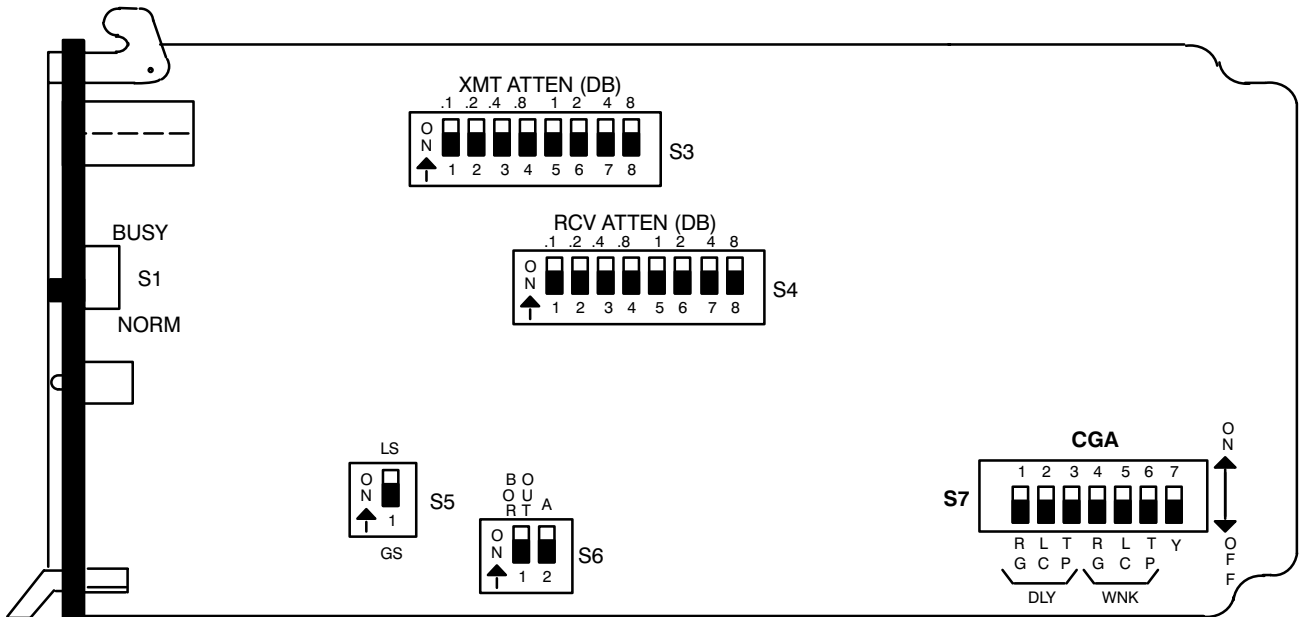 XMT ATTEN (DB)
.1 .2 .4 .8 1 2 4 8
ON
1 2 3 4 5 6 7 8
S3
RCV ATTEN (DB)
.1 .2 .4 .8 1 2 4 8
ON
1 2 3 4 5 6 7 8
S4
BUSY
S1
NORM
LS
ON
1
S5
GS
BOR OUT A
ON
1 2
S6
CGA
1 2 3 4 5 6 7
S7
ON
OFF
RG LC TP RG LC TP Y
DLY WNK